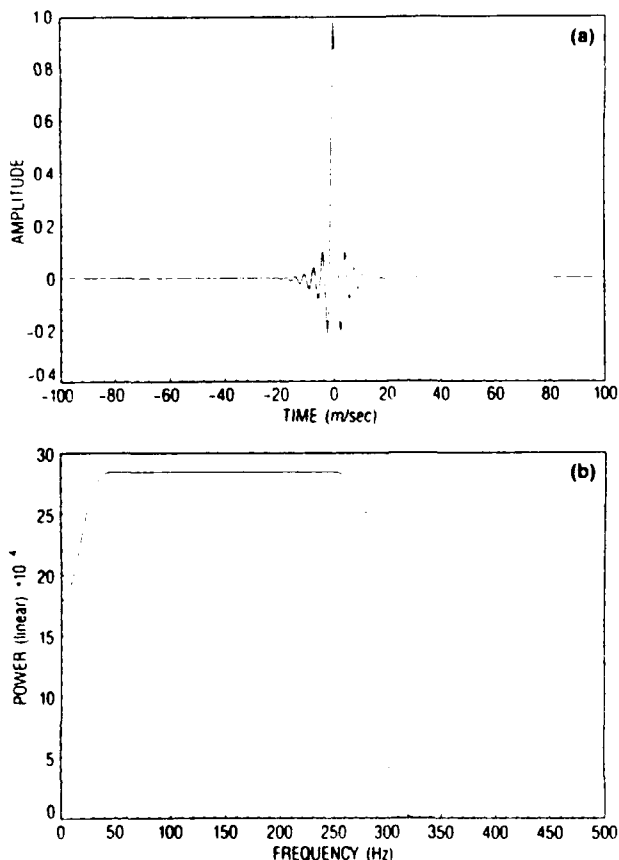 (a)
1.0
0.8
0.6
0.4
0.2
0
-0.2
-0.4
AMPLITUDE
-100 -80 -60 -40 -20 0 20 40 60 80 100
TIME (m/sec)
(b)
30
25
20
15
10
5
0
POWER (linear) •10 -4
0 50 100 150 200 250 300 350 400 450 500
FREQUENCY (Hz)